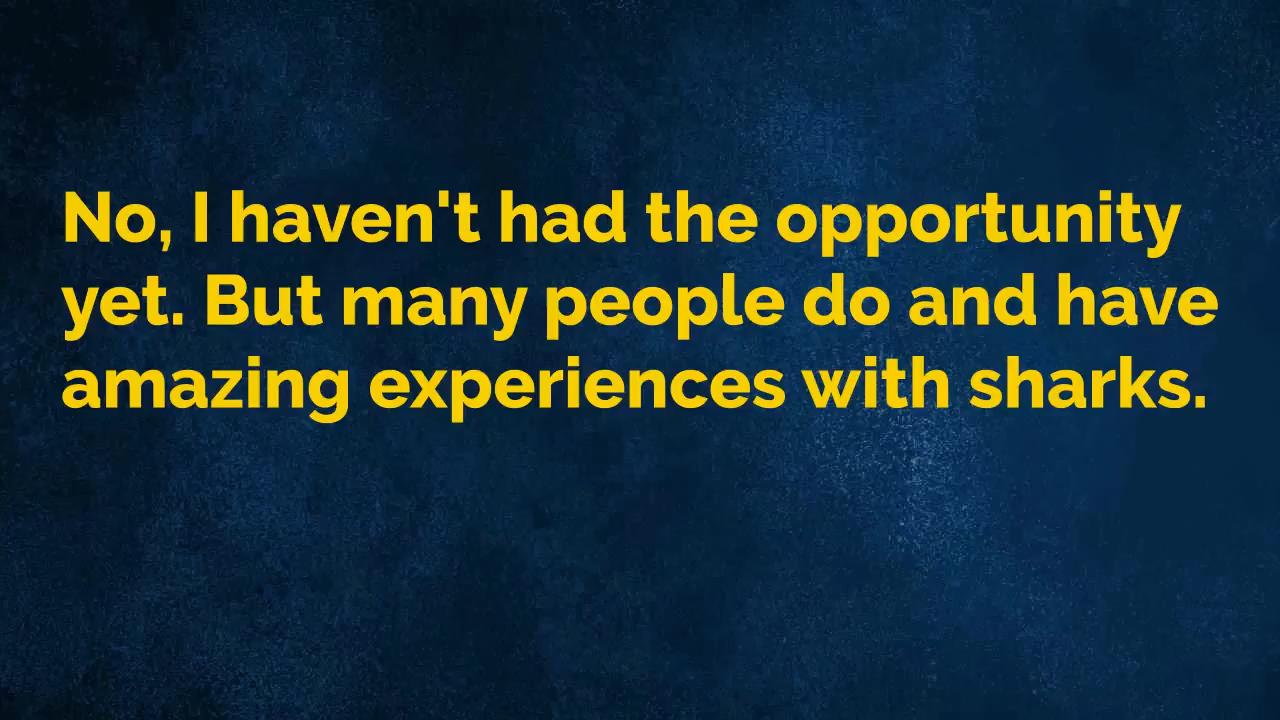 No, I haven't had the opportunity
yet. But many people do and have
amazing experiences with sharks.